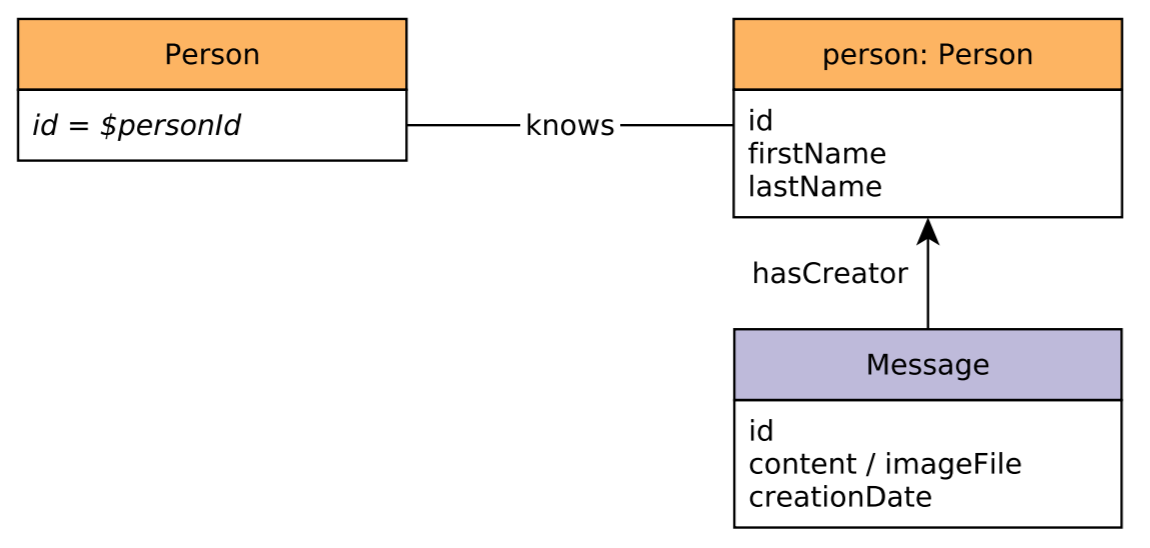 Person
id = $personId
knows
person: Person
id
firstName
lastName
hasCreator
Message
id
content / imageFile
creationDate